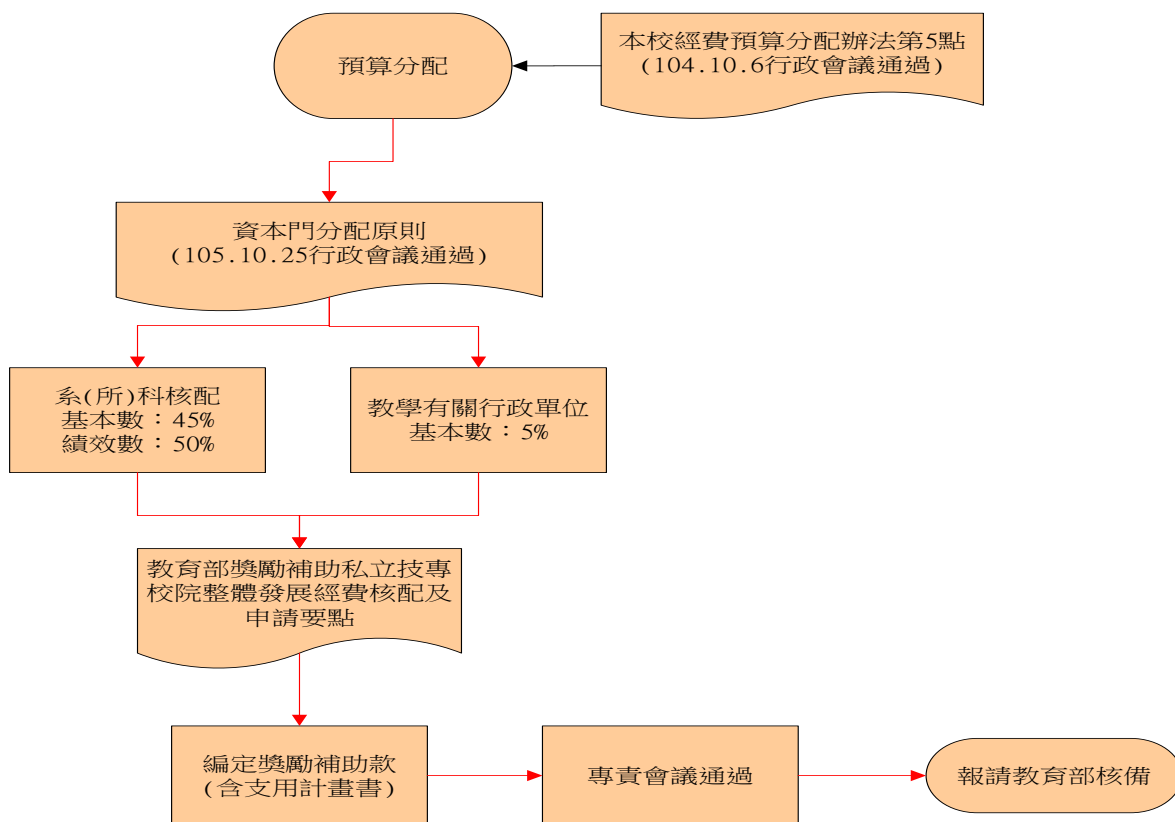 預算分配
本校經費預算分配辦法第5點
(104.10.6行政會議通過)
資本門分配原則
(105.10.25行政會議通過)
系(所)科核配
基本數：45%
績效數：50%
教學有關行政單位
基本數：5%
教育部獎勵補助私立技專
校院整體發展經費核配及
申請要點
編定獎勵補助款
(含支用計畫書)
專責會議通過
報請教育部核備